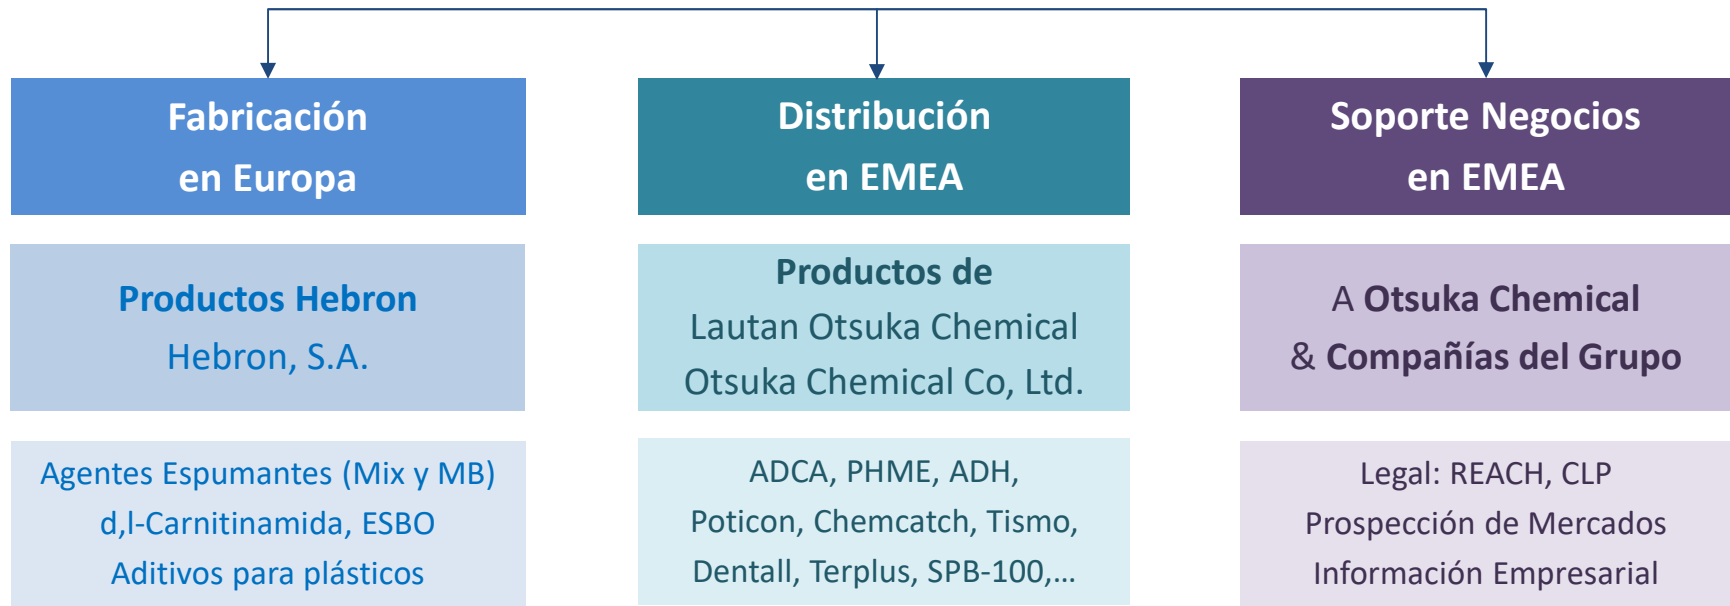 Fabricación
en Europa
Productos Hebron
Hebron, S.A.
Agentes Espumantes (Mix y MB)
d,l-Carnitinamida, ESBO
Aditivos para plásticos
Distribución
en EMEA
Productos de
Lautan Otsuka Chemical
Otsuka Chemical Co, Ltd.
ADCA, PHME, ADH,
Poticon, Chemcatch, Tismo,
Dentall, Terplus, SPB-100,...
Soporte Negocios
en EMEA
A Otsuka Chemical
& Compañías del Grupo
Legal: REACH, CLP
Prospección de Mercados
Información Empresarial